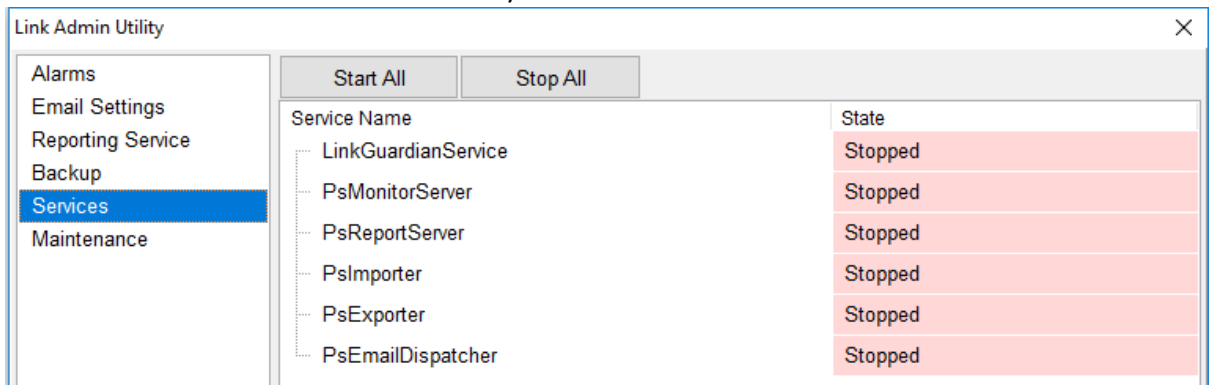 Link Admin Utility
Alarms
Email Settings
Reporting Service
Backup
Services
Maintenance
Start All Stop All
Service Name State
LinkGuardianService Stopped
PsMonitorServer Stopped
PsReportServer Stopped
PsImporter Stopped
PsExporter Stopped
PsEmailDispatcher Stopped